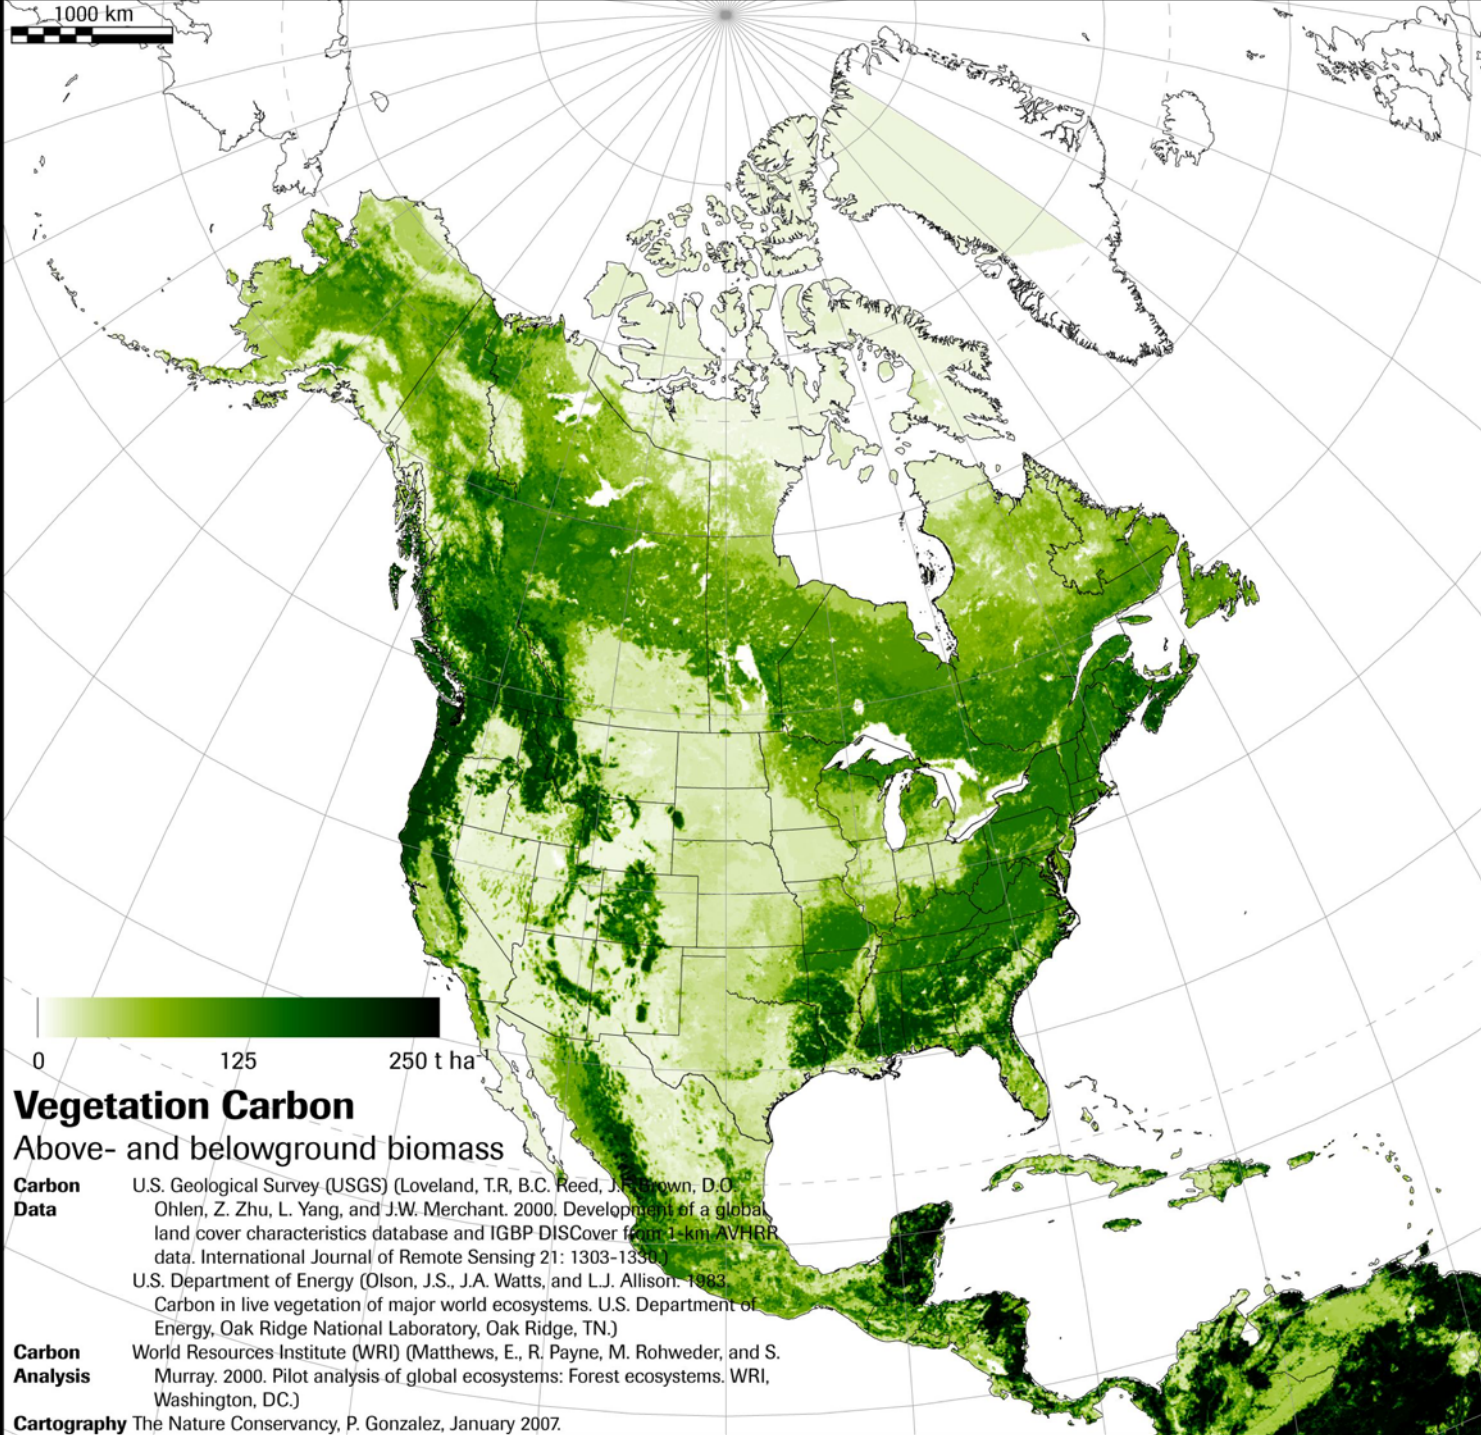 1000 km
0 125 250 t ha⁻¹
Vegetation Carbon
Above- and belowground biomass
Carbon U.S. Geological Survey (USGS) (Loveland, T.R, B.C. Reed, J.F. Brown, D.O.
Data Ohlen, Z. Zhu, L. Yang, and J.W. Merchant. 2000. Development of a global
land cover characteristics database and IGBP DISCover from 1-km AVHRR
data. International Journal of Remote Sensing 21: 1303-1330.)
U.S. Department of Energy (Olson, J.S., J.A. Watts, and L.J. Allison. 1983.
Carbon in live vegetation of major world ecosystems. U.S. Department of
Energy, Oak Ridge National Laboratory, Oak Ridge, TN.)
Carbon World Resources Institute (WRI) (Matthews, E., R. Payne, M. Rohweder, and S.
Analysis Murray. 2000. Pilot analysis of global ecosystems: Forest ecosystems. WRI,
Washington, DC.)
Cartography The Nature Conservancy, P. Gonzalez, January 2007.